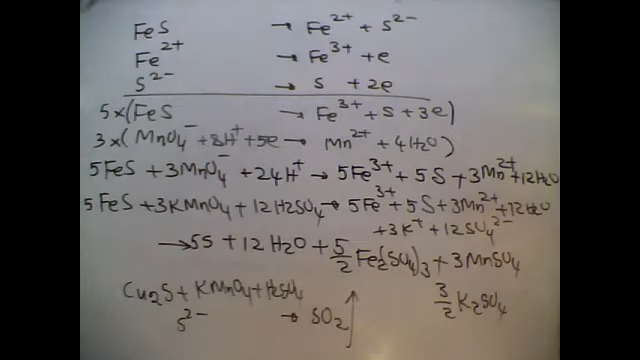 FeS → Fe²⁺ + S²⁻
Fe²⁺ → Fe³⁺ + e
S²⁻ → S + 2e
5×(FeS → Fe³⁺ + S + 3e)
3×(MnO₄⁻ + 8H⁺ + 5e → Mn²⁺ + 4H₂O)
5FeS + 3MnO₄⁻ + 24H⁺ → 5Fe³⁺ + 5S + 3Mn²⁺ + 12H₂O
5FeS + 3KMnO₄ + 12H₂SO₄ → 5Fe³⁺ + 5S + 3Mn²⁺ + 12H₂O
+ 3K⁺ + 12SO₄²⁻
→ 5S + 12H₂O + 5/2 Fe₂(SO₄)₃ + 3MnSO₄
3/2 K₂SO₄
Cu₂S + KMnO₄ + H₂SO₄
S²⁻ → SO₂ ↑